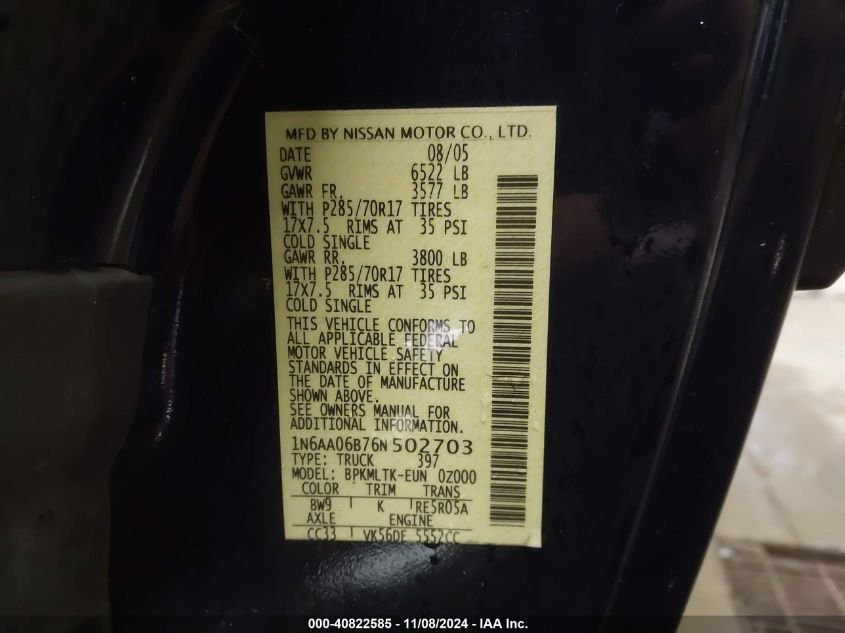 MFD BY NISSAN MOTOR CO., LTD.
DATE 08/05
GVWR 6522 LB
GAWR FR. 3577 LB
WITH P285/70R17 TIRES
17X7.5 RIMS AT 35 PSI
COLD SINGLE
GAWR RR. 3800 LB
WITH P285/70R17 TIRES
17X7.5 RIMS AT 35 PSI
COLD SINGLE
THIS VEHICLE CONFORMS TO
ALL APPLICABLE FEDERAL
MOTOR VEHICLE SAFETY
STANDARDS IN EFFECT ON
THE DATE OF MANUFACTURE
SHOWN ABOVE.
SEE OWNERS MANUAL FOR
ADDITIONAL INFORMATION.
1N6AA06B76N502703
TYPE: TRUCK 397
MODEL: BPKMLTK-EUN 0Z000
COLOR TRIM TRANS
BW9 K RE5R05A
AXLE ENGINE
CC33 VK56DE 5552CC
000-40822585 - 11/08/2024 - IAA Inc.